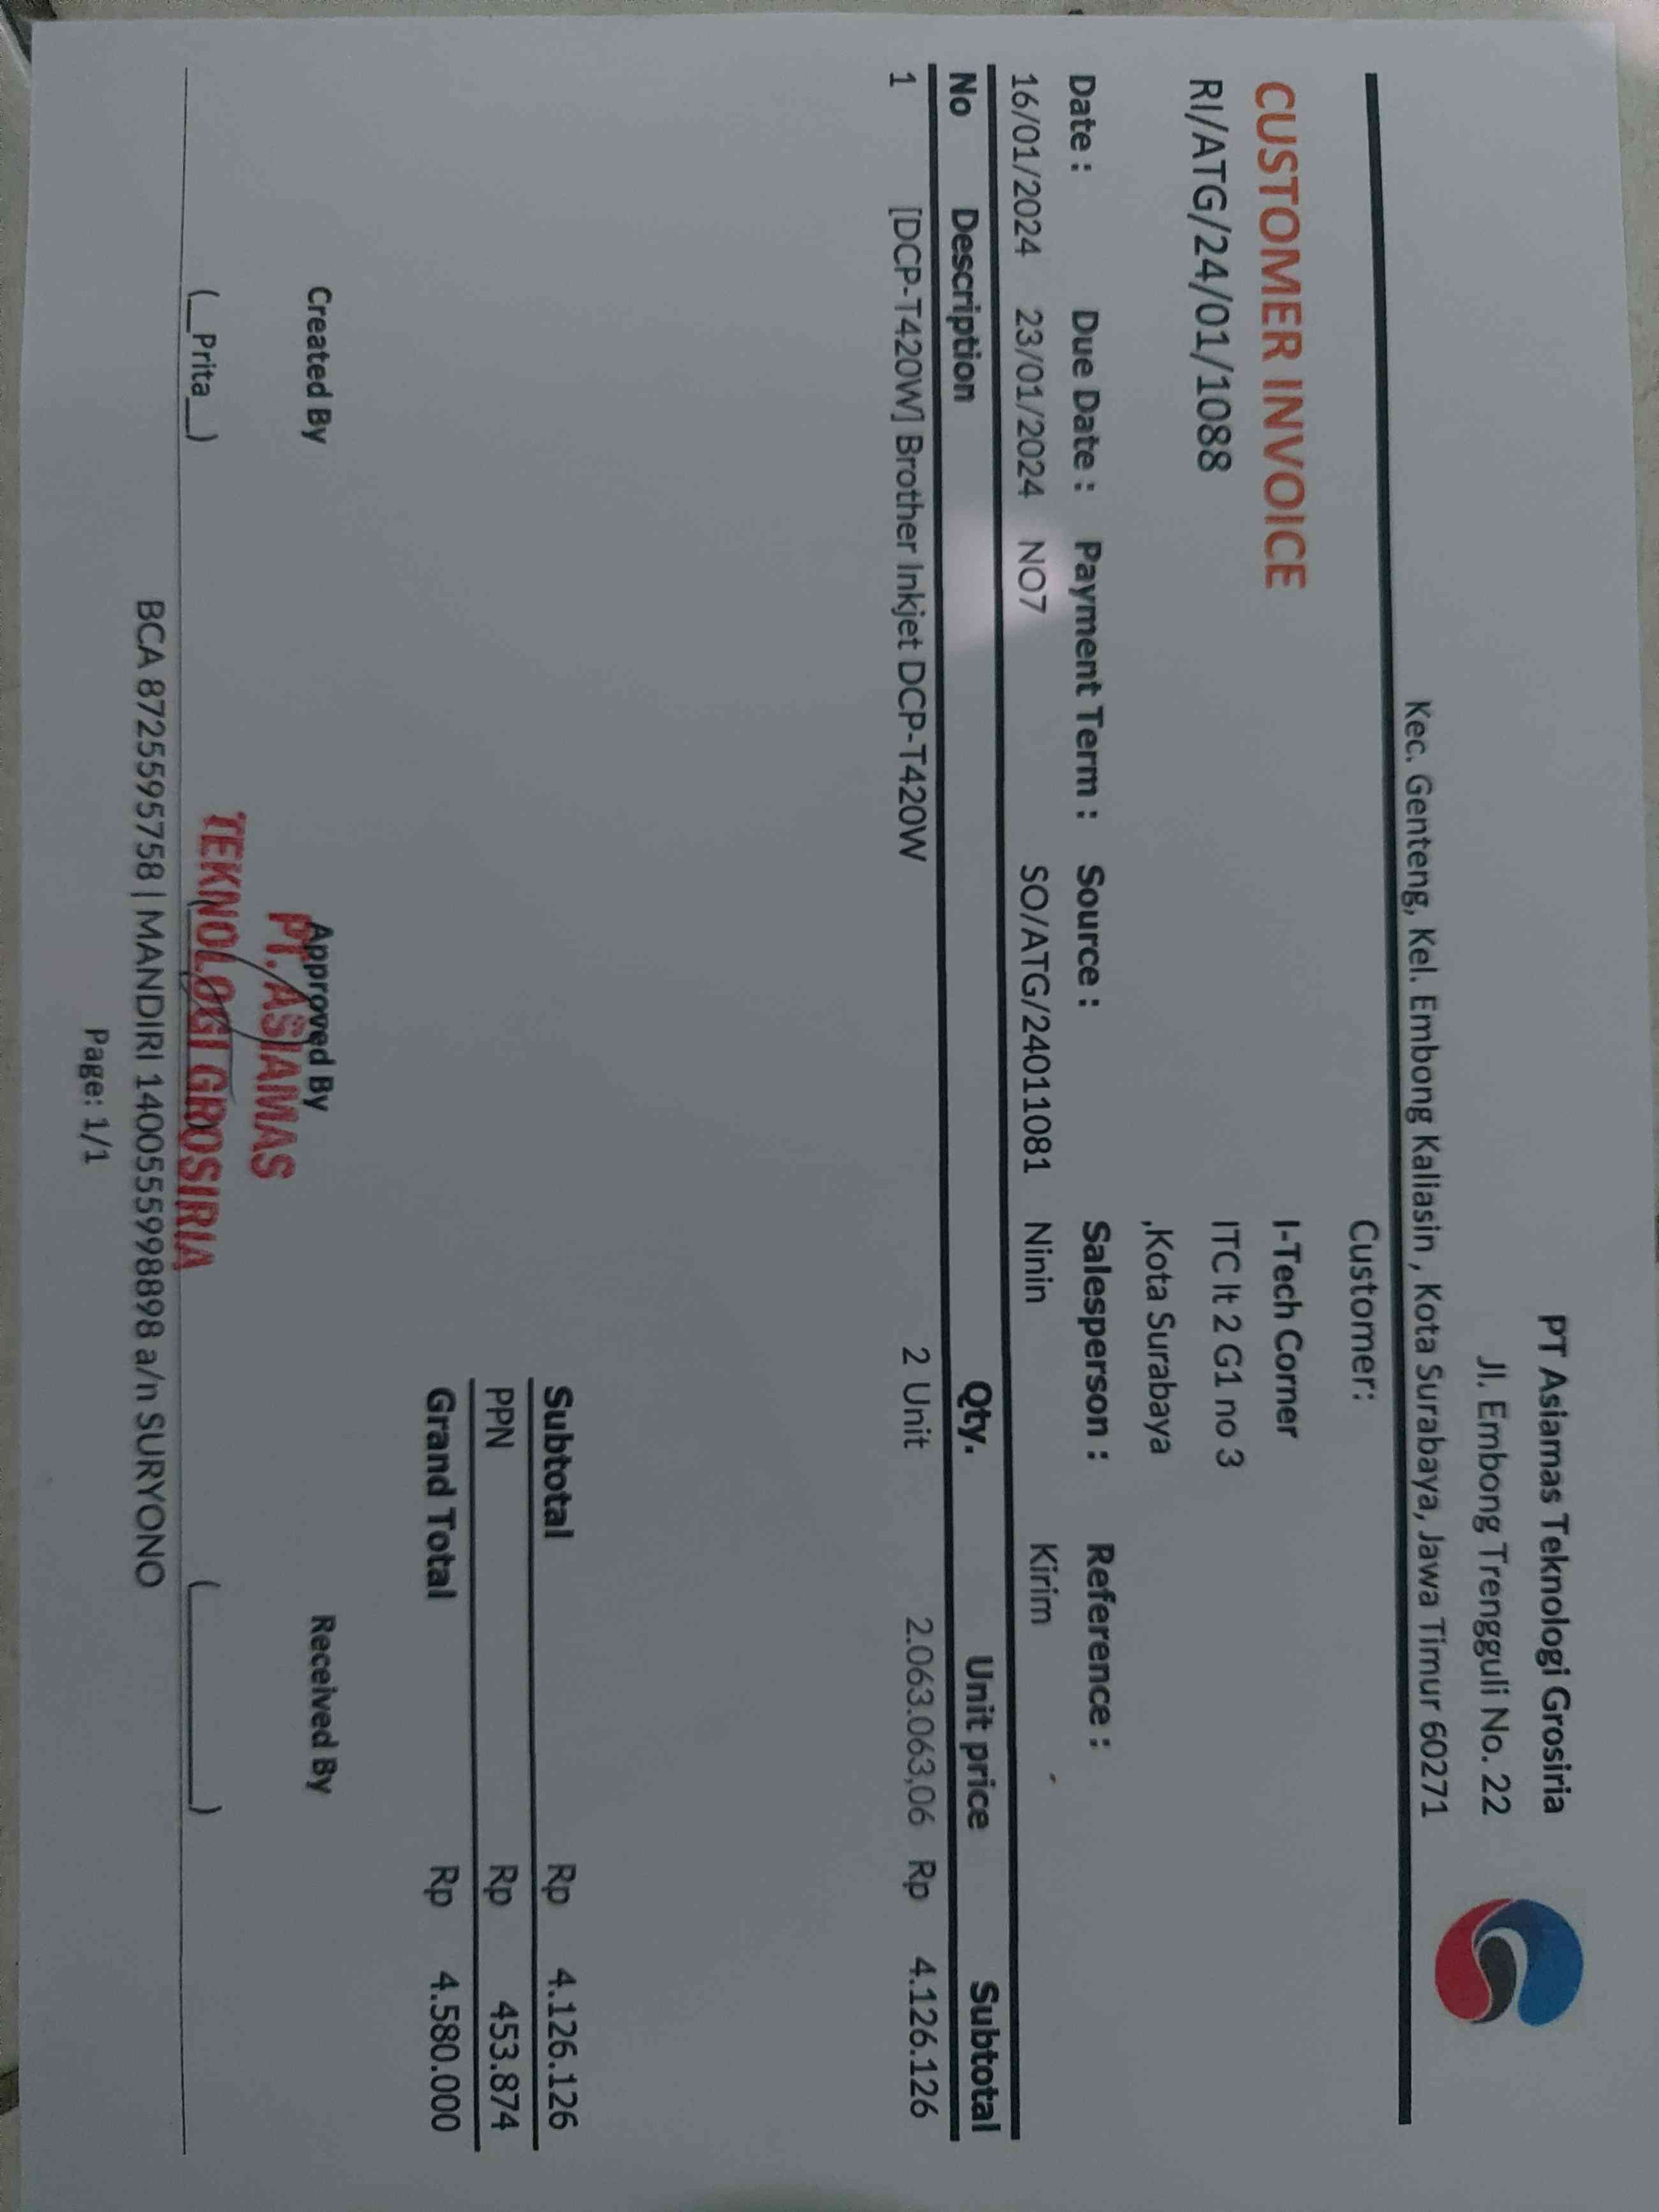 PT Asiamas Teknologi Grosiria
Jl. Embong Trengguli No. 22
Kec. Genteng, Kel. Embong Kaliasin , Kota Surabaya, Jawa Timur 60271
CUSTOMER INVOICE
RI/ATG/24/01/1088
Customer:
I-Tech Corner
ITC lt 2 G1 no 3
,Kota Surabaya
Date : Due Date : Payment Term : Source : Salesperson : Reference :
16/01/2024 23/01/2024 NO7 SO/ATG/24011081 Ninin Kirim
No Description Qty. Unit price Subtotal
1 [DCP-T420W] Brother Inkjet DCP-T420W 2 Unit 2.063.063,06 Rp 4.126.126
Subtotal Rp 4.126.126
PPN Rp 453.874
Grand Total Rp 4.580.000
Created By Approved By Received By
PT. ASIAMAS
TEKNOLOGI GROSIRIA
(__Prita__) (________)
BCA 8725595758 | MANDIRI 1400555998898 a/n SURYONO
Page: 1/1